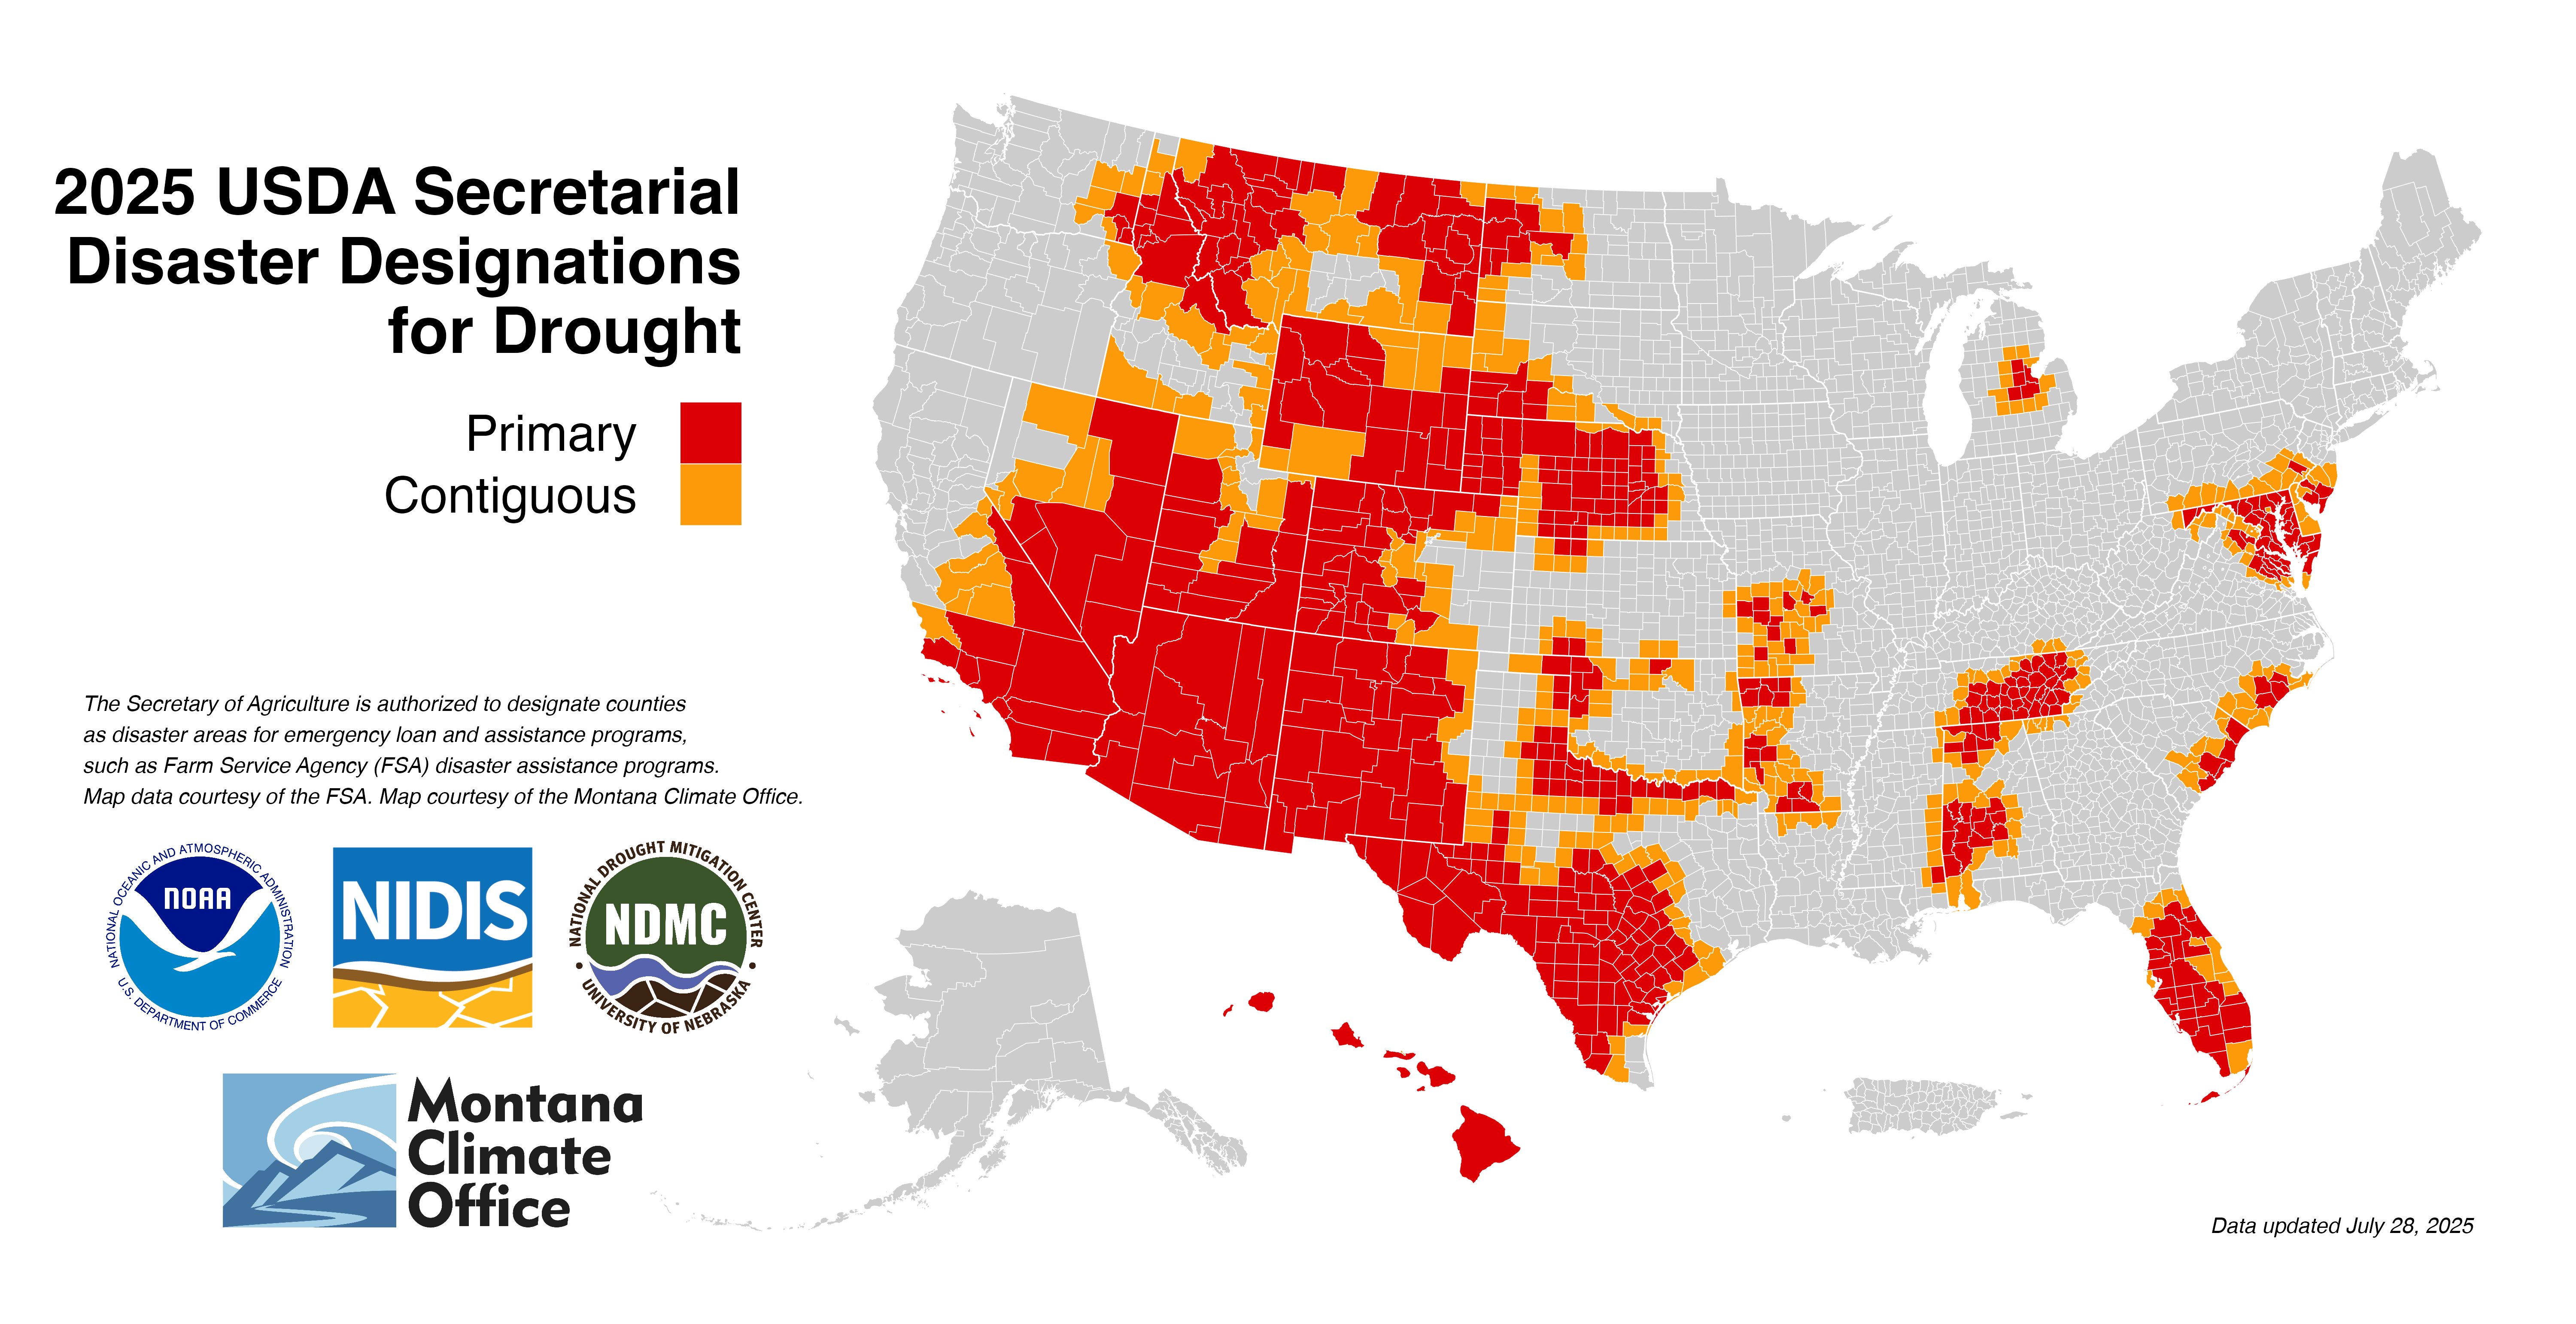 2025 USDA Secretarial
Disaster Designations
for Drought
Primary
Contiguous
The Secretary of Agriculture is authorized to designate counties
as disaster areas for emergency loan and assistance programs,
such as Farm Service Agency (FSA) disaster assistance programs.
Map data courtesy of the FSA. Map courtesy of the Montana Climate Office.
NATIONAL OCEANIC AND ATMOSPHERIC ADMINISTRATION
NOAA
U.S. DEPARTMENT OF COMMERCE
NIDIS
NATIONAL DROUGHT MITIGATION CENTER
NDMC
UNIVERSITY OF NEBRASKA
Montana
Climate
Office
Data updated July 28, 2025